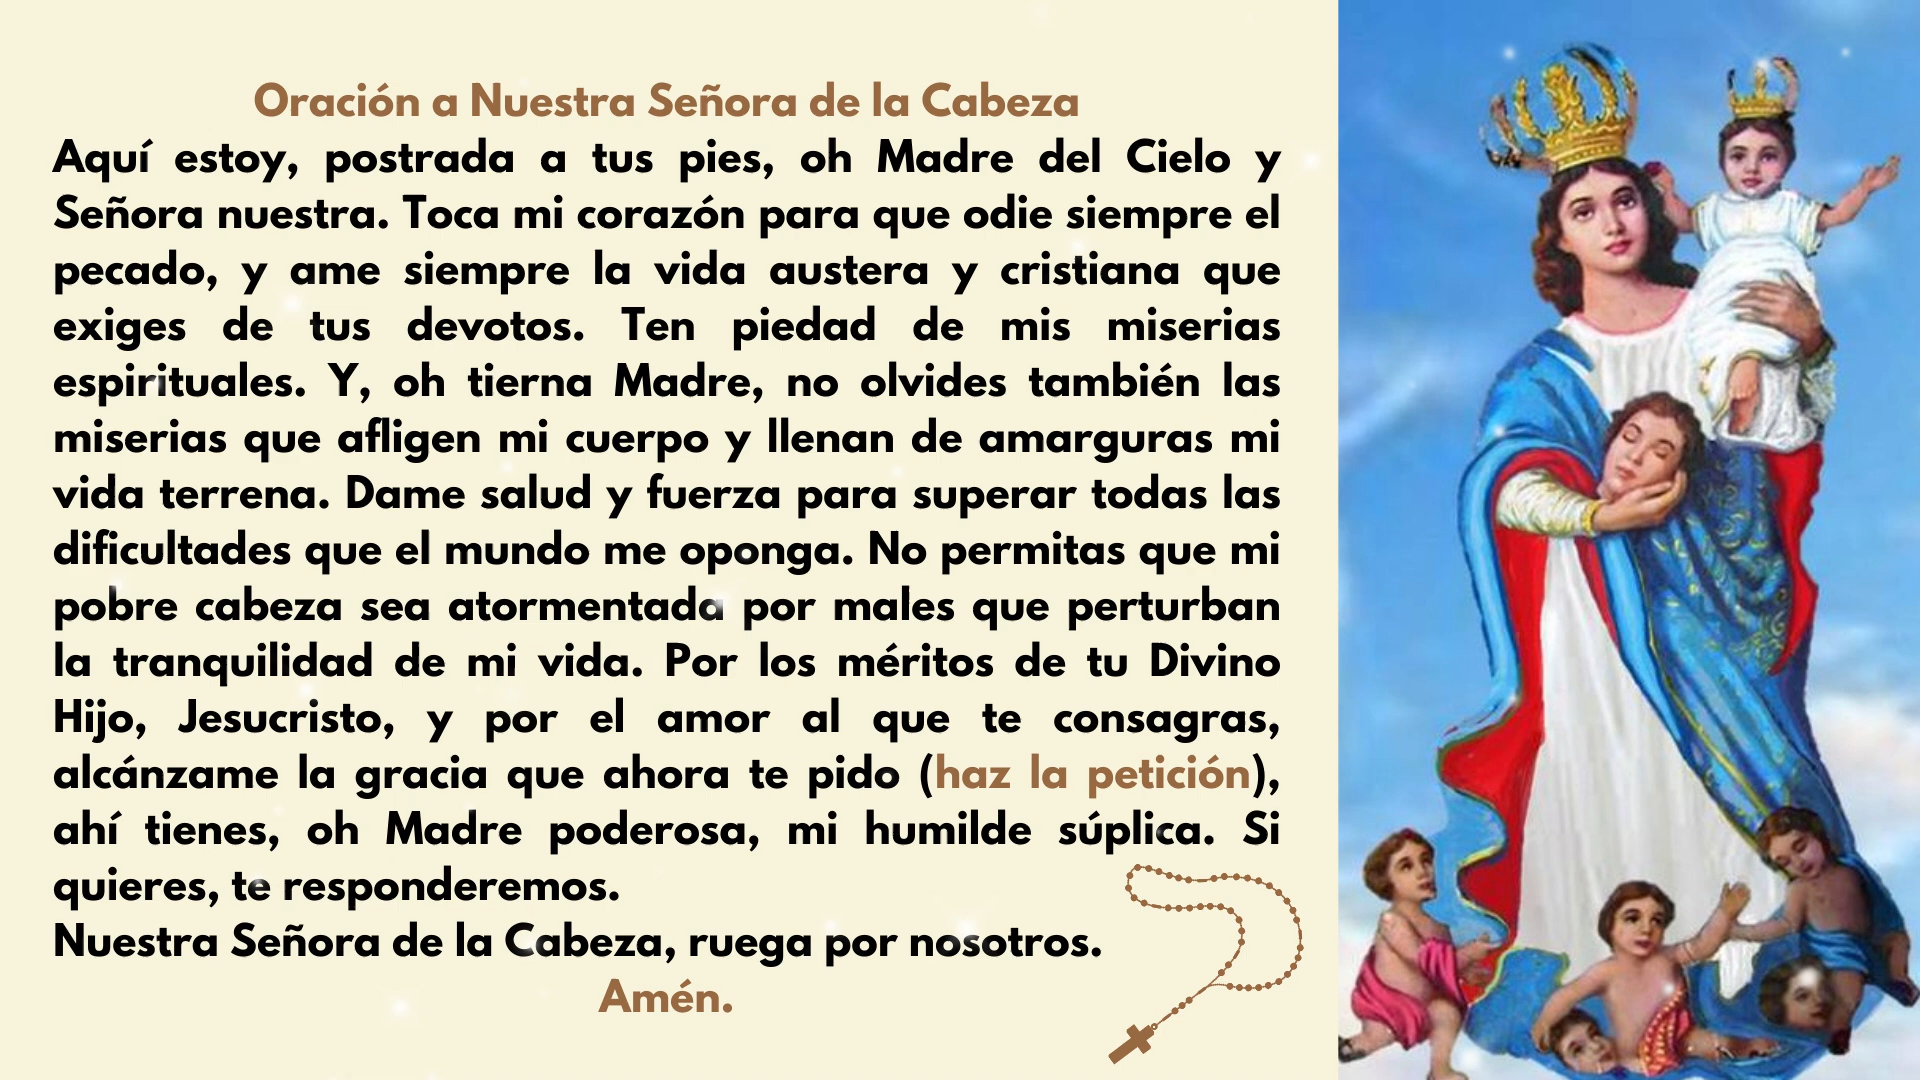 Oración a Nuestra Señora de la Cabeza
Aquí estoy, postrada a tus pies, oh Madre del Cielo y
Señora nuestra. Toca mi corazón para que odie siempre el
pecado, y ame siempre la vida austera y cristiana que
exiges de tus devotos. Ten piedad de mis miserias
espirituales. Y, oh tierna Madre, no olvides también las
miserias que afligen mi cuerpo y llenan de amarguras mi
vida terrena. Dame salud y fuerza para superar todas las
dificultades que el mundo me oponga. No permitas que mi
pobre cabeza sea atormentada por males que perturban
la tranquilidad de mi vida. Por los méritos de tu Divino
Hijo, Jesucristo, y por el amor al que te consagras,
alcánzame la gracia que ahora te pido (haz la petición),
ahí tienes, oh Madre poderosa, mi humilde súplica. Si
quieres, te responderemos.
Nuestra Señora de la Cabeza, ruega por nosotros.
Amén.